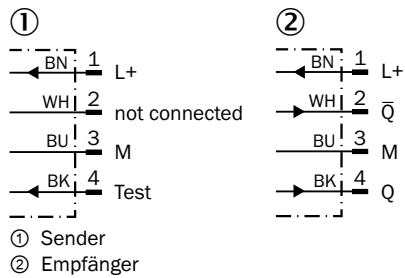 ① ②
BN 1 L+
WH 2 not connected
BU 3 M
BK 4 Test
BN 1 L+
WH 2 Q̅
BU 3 M
BK 4 Q
① Sender
② Empfänger